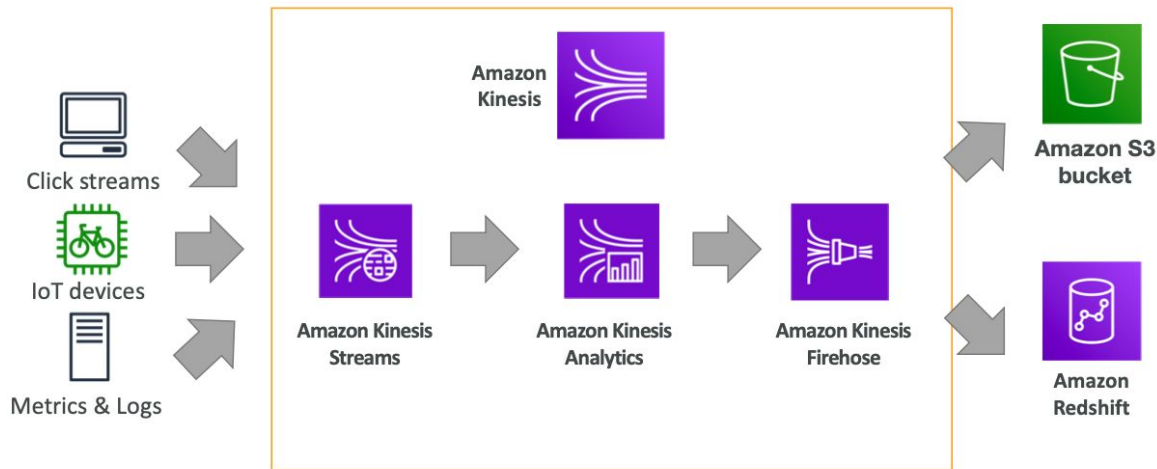 Amazon
Kinesis
Click streams
IoT devices
Metrics & Logs
Amazon Kinesis
Streams
Amazon Kinesis
Analytics
Amazon Kinesis
Firehose
Amazon S3
bucket
Amazon
Redshift